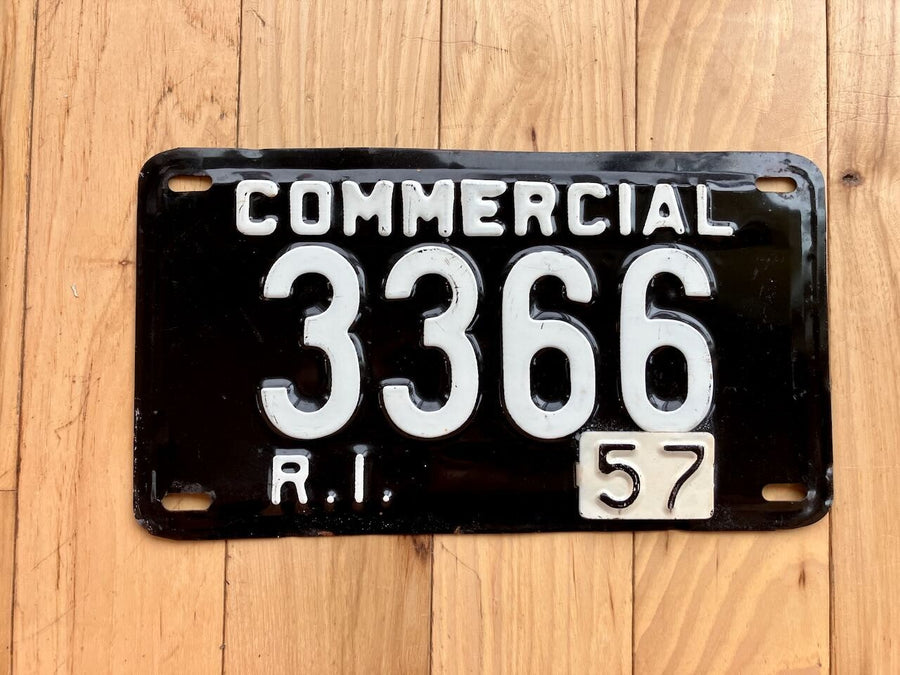 COMMERCIAL
3366
R.I. 57